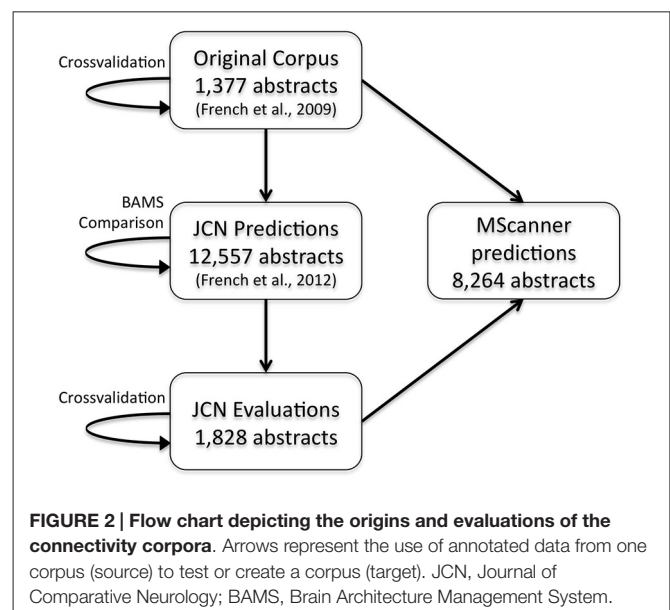 Crossvalidation
Original Corpus
1,377 abstracts
(French et al., 2009)
BAMS
Comparison
JCN Predictions
12,557 abstracts
(French et al., 2012)
MScanner
predictions
8,264 abstracts
Crossvalidation
JCN Evaluations
1,828 abstracts
FIGURE 2 | Flow chart depicting the origins and evaluations of the
connectivity corpora. Arrows represent the use of annotated data from one
corpus (source) to test or create a corpus (target). JCN, Journal of
Comparative Neurology; BAMS, Brain Architecture Management System.